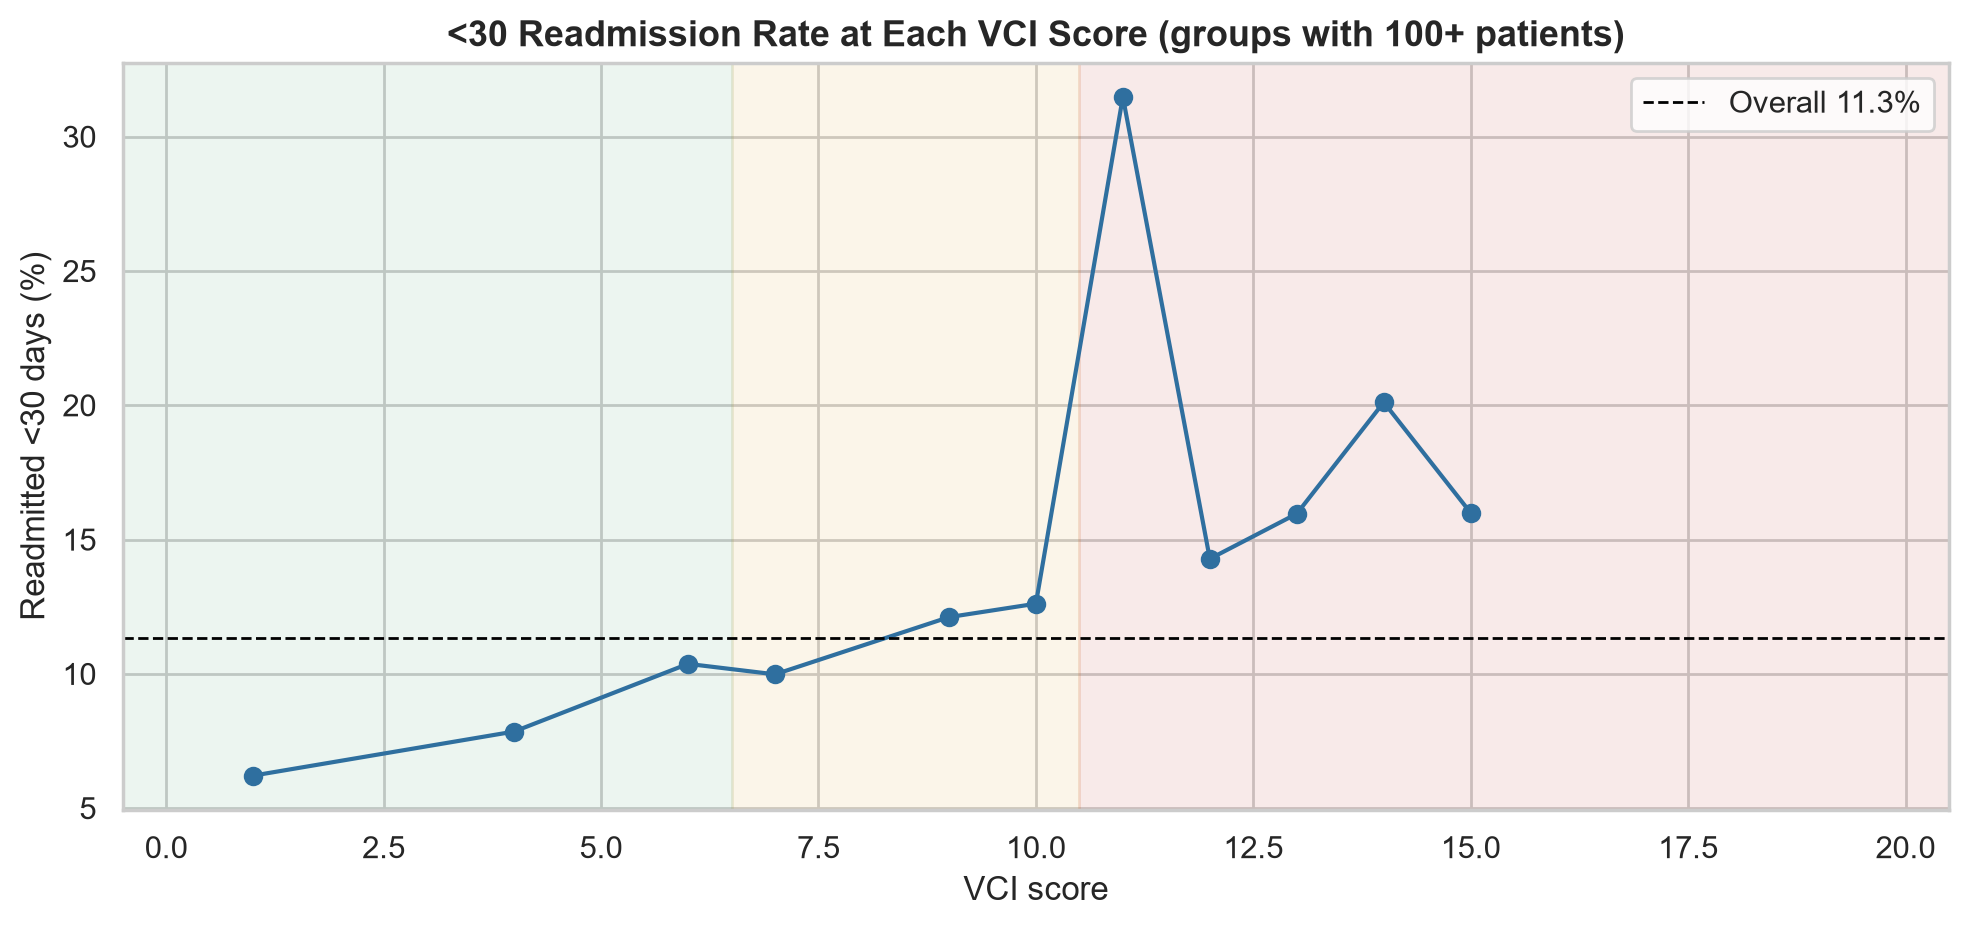 <30 Readmission Rate at Each VCI Score (groups with 100+ patients)
Overall 11.3%
Readmitted <30 days (%)
30
25
20
15
10
5
0.0 2.5 5.0 7.5 10.0 12.5 15.0 17.5 20.0
VCI score